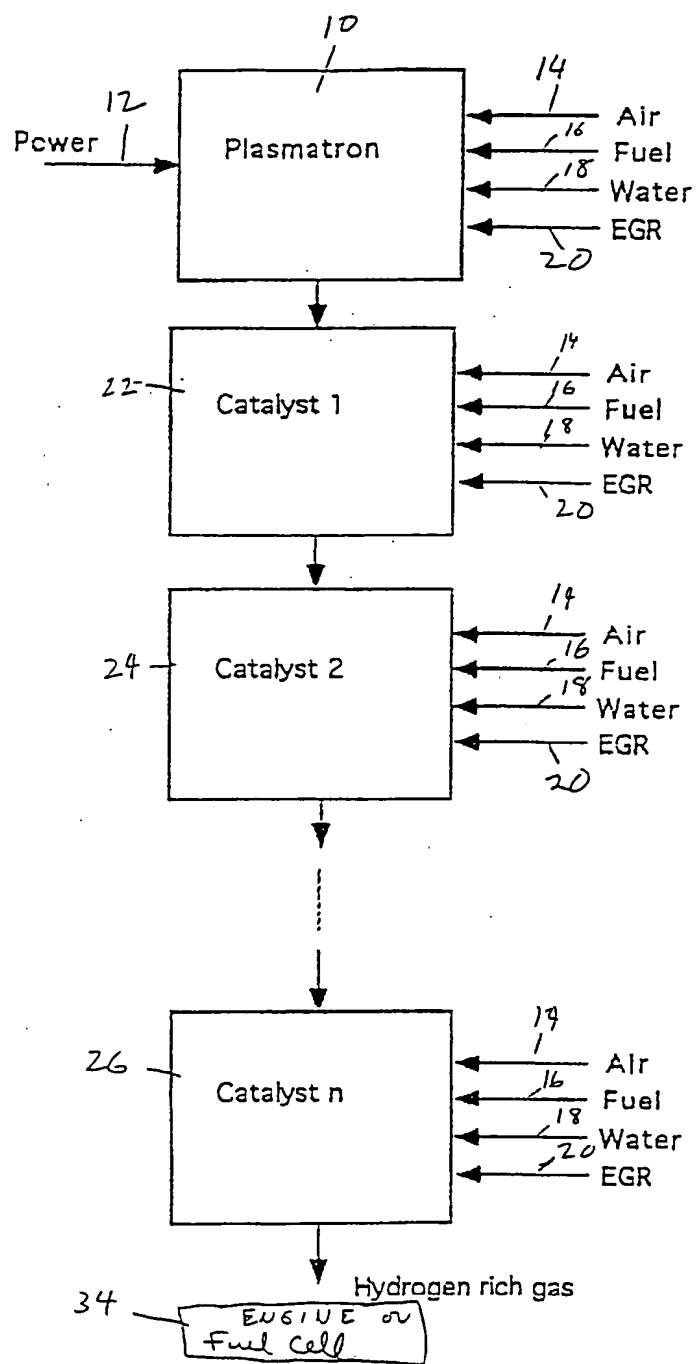 10
12
14
Power
Plasmatron
Air
16
Fuel
18
Water
EGR
20
22
Catalyst 1
14
Air
16
Fuel
18
Water
EGR
20
24
Catalyst 2
14
Air
16
Fuel
18
Water
EGR
20
26
Catalyst n
14
Air
16
Fuel
18
Water
20
EGR
Hydrogen rich gas
34
ENGINE or
Fuel Cell